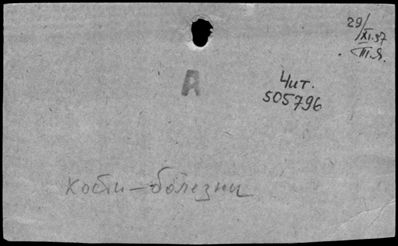 29/XI.37
Ш.Я.
А
Чит.
505796
Кости – болезни